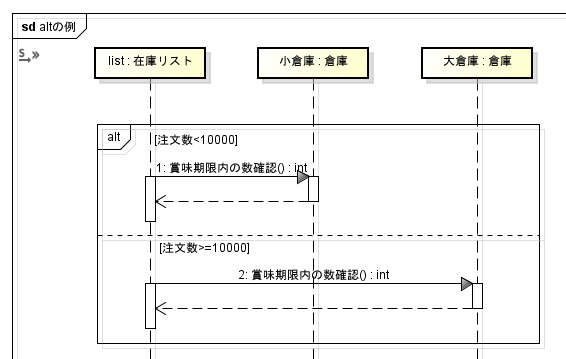 sd altの例
S
list : 在庫リスト
小倉庫 : 倉庫
大倉庫 : 倉庫
alt
[注文数<10000]
1: 賞味期限内の数確認() : int
[注文数>=10000]
2: 賞味期限内の数確認() : int